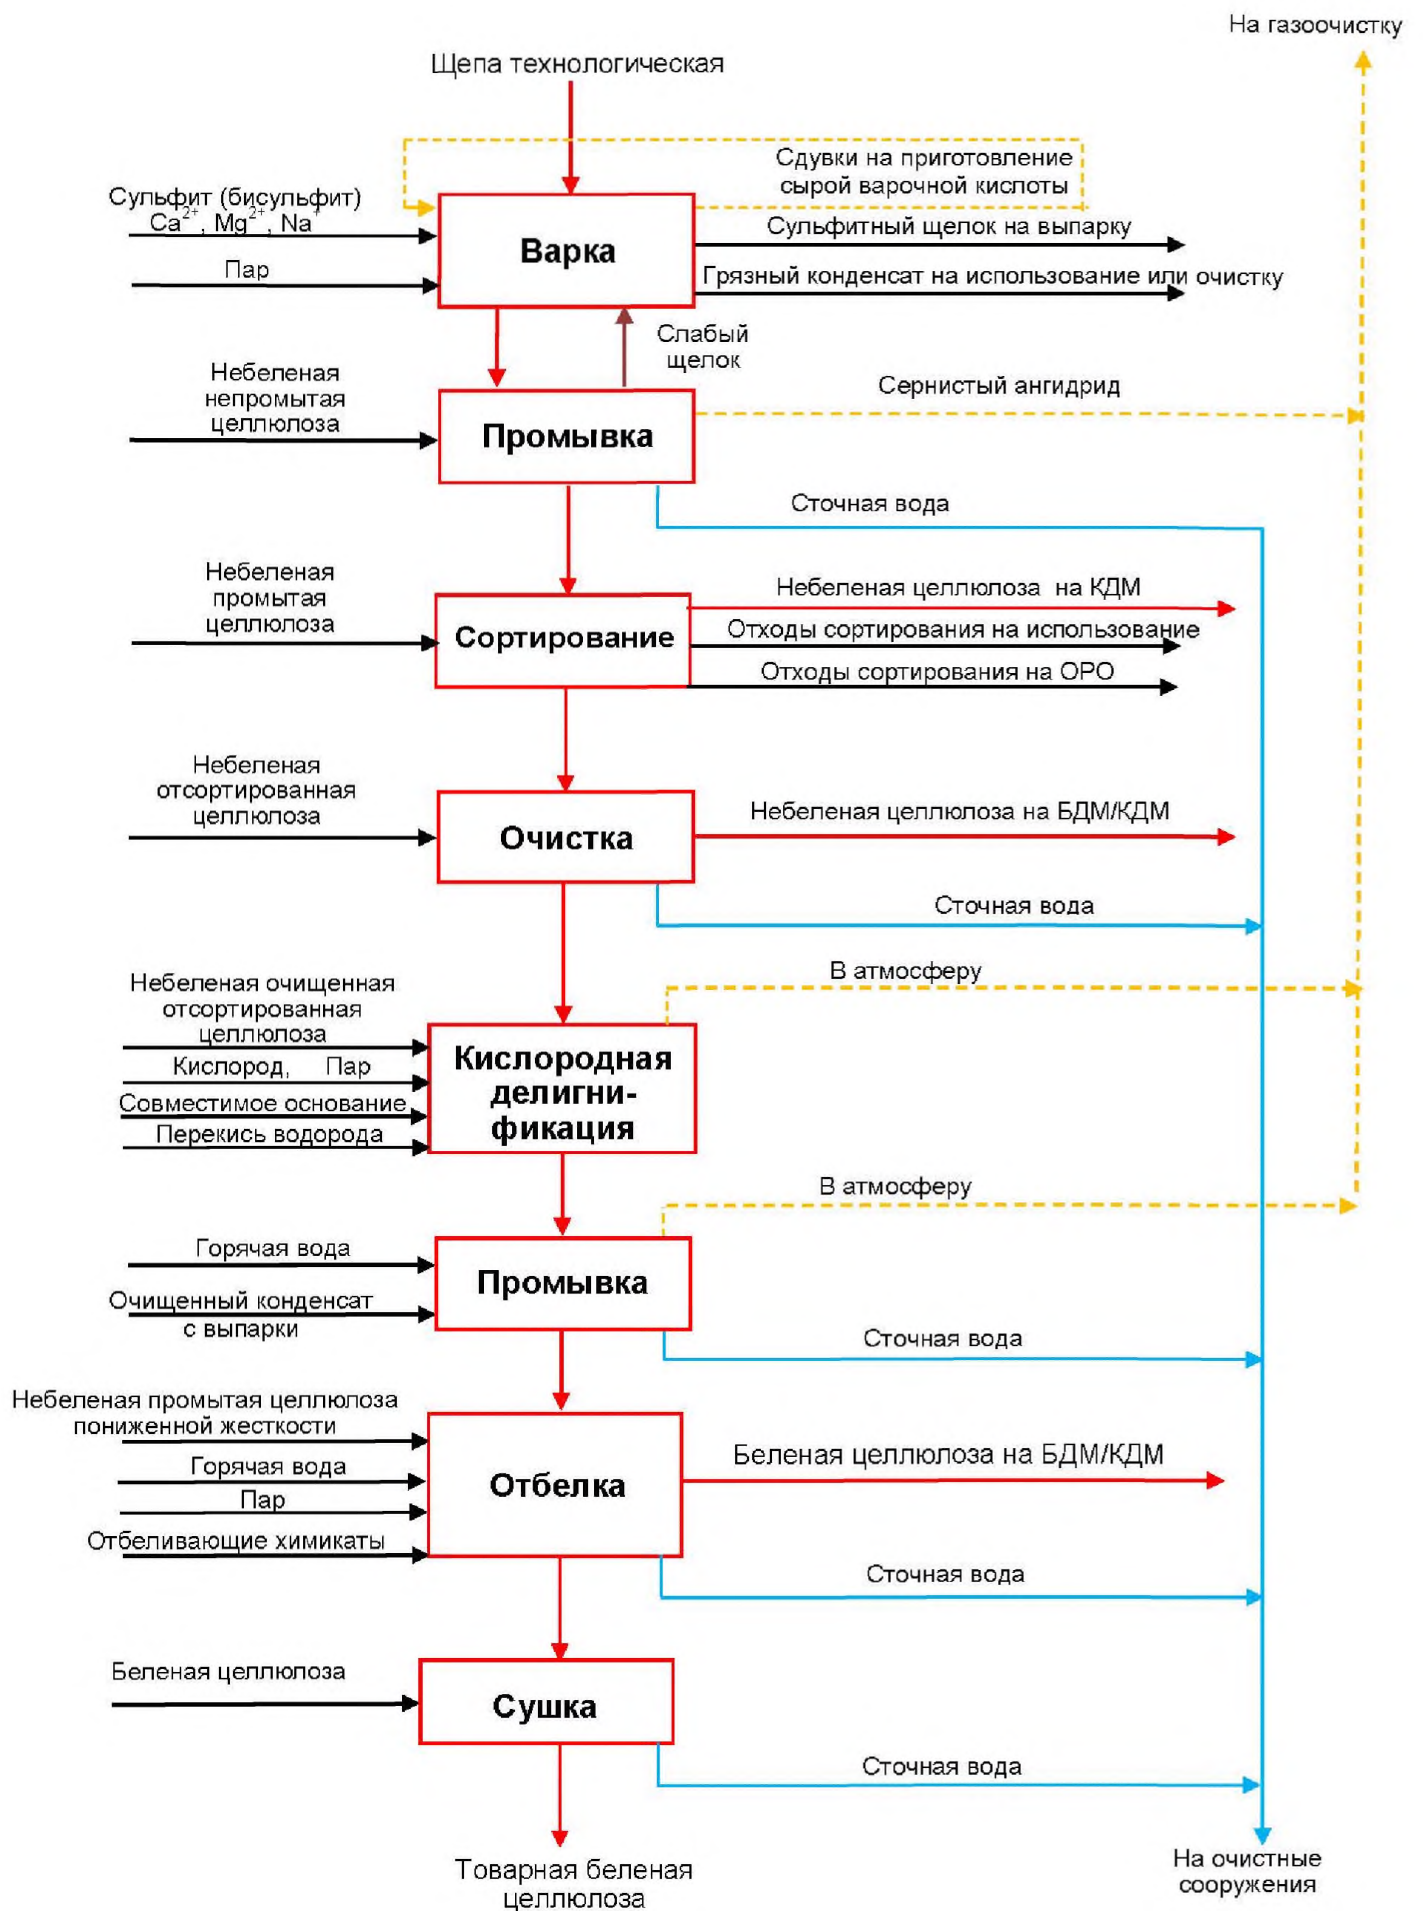 На газоочистку
Щепа технологическая
Сдувки на приготовление
сырой варочной кислоты
Сульфит (бисульфит)
Ca²⁺, Mg²⁺, Na⁺
Пар
Варка
Сульфитный щелок на выпарку
Грязный конденсат на использование или очистку
Слабый
щелок
Небеленая
непромытая
целлюлоза
Промывка
Сернистый ангидрид
Сточная вода
Небеленая
промытая
целлюлоза
Сортирование
Небеленая целлюлоза на КДМ
Отходы сортирования на использование
Отходы сортирования на ОРО
Небеленая
отсортированная
целлюлоза
Очистка
Небеленая целлюлоза на БДМ/КДМ
Сточная вода
В атмосферу
Небеленая очищенная
отсортированная
целлюлоза
Кислород, Пар
Совместимое основание
Перекись водорода
Кислородная
делигни-
фикация
В атмосферу
Горячая вода
Очищенный конденсат
с выпарки
Промывка
Сточная вода
Небеленая промытая целлюлоза
пониженной жесткости
Горячая вода
Пар
Отбеливающие химикаты
Отбелка
Беленая целлюлоза на БДМ/КДМ
Сточная вода
Беленая целлюлоза
Сушка
Сточная вода
Товарная беленая
целлюлоза
На очистные
сооружения